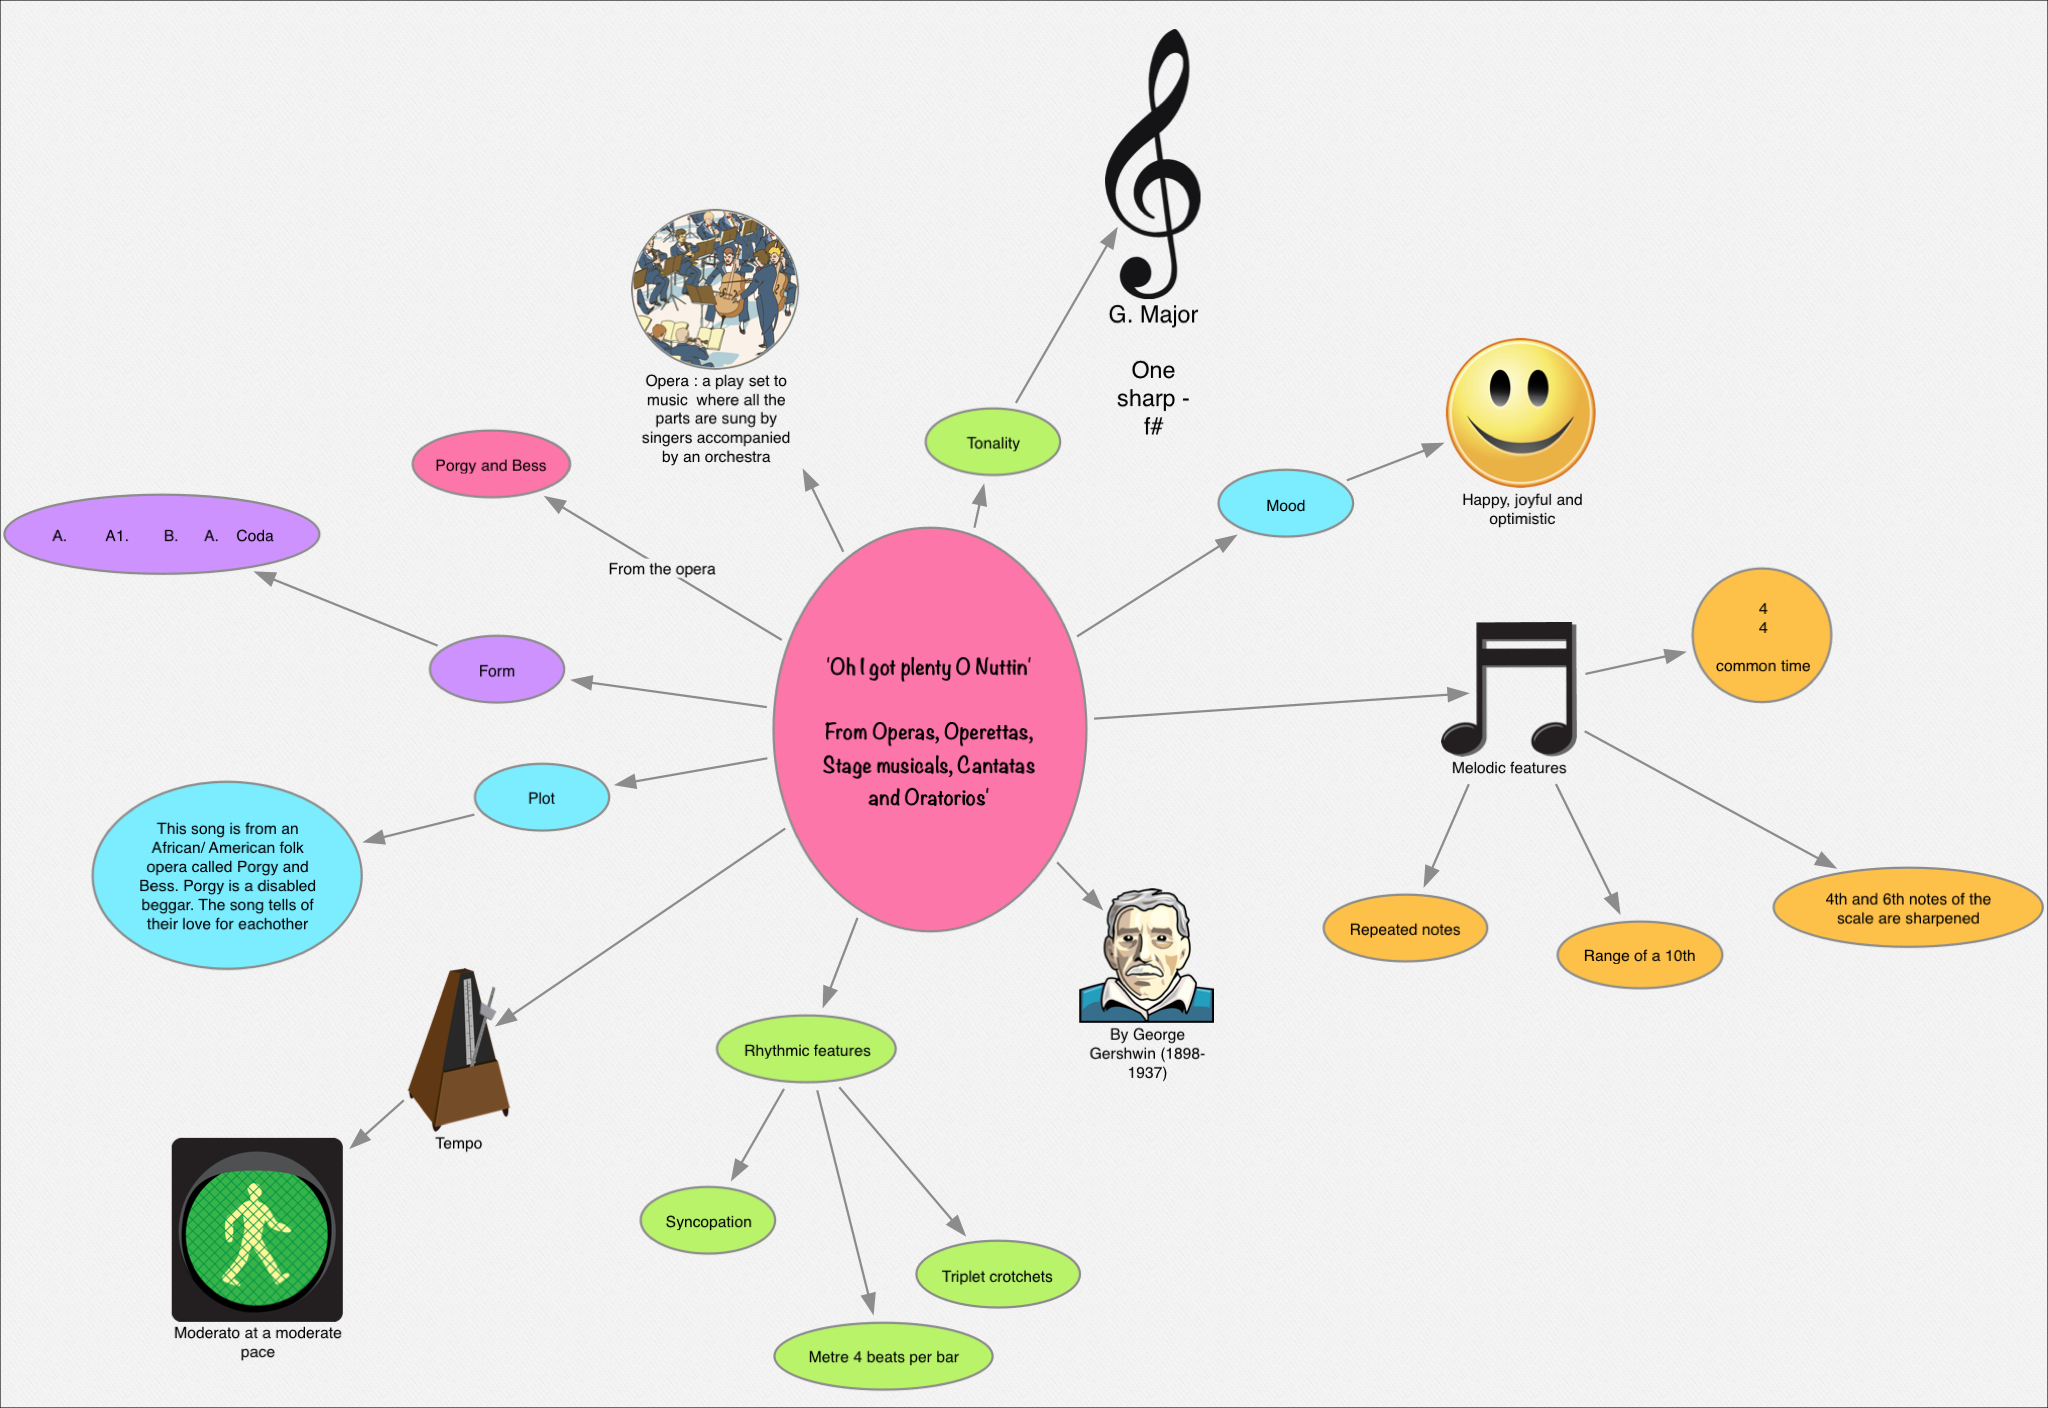 G. Major
One
sharp -
f#
Opera : a play set to
music  where all the
parts are sung by
singers accompanied
by an orchestra
Tonality
Porgy and Bess
Mood
Happy, joyful and
optimistic
A.    A1.    B.    A.    Coda
From the opera
4
4
common time
Form
'Oh I got plenty O Nuttin'
From Operas, Operettas,
Stage musicals, Cantatas
and Oratorios'
Melodic features
Plot
This song is from an
African/ American folk
opera called Porgy and
Bess. Porgy is a disabled
beggar. The song tells of
their love for eachother
4th and 6th notes of the
scale are sharpened
Repeated notes
Range of a 10th
By George
Gershwin (1898-
1937)
Rhythmic features
Tempo
Syncopation
Triplet crotchets
Moderato at a moderate
pace
Metre 4 beats per bar